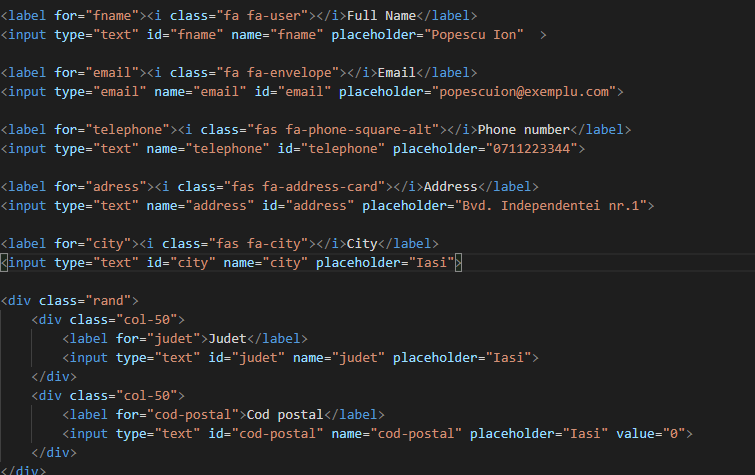 <label for="fname"><i class="fa fa-user"></i>Full Name</label>
<input type="text" id="fname" name="fname" placeholder="Popescu Ion"  >
<label for="email"><i class="fa fa-envelope"></i>Email</label>
<input type="email" name="email" id="email" placeholder="popescuion@exemplu.com">
<label for="telephone"><i class="fas fa-phone-square-alt"></i>Phone number</label>
<input type="text" name="telephone" id="telephone" placeholder="0711223344">
<label for="adress"><i class="fas fa-address-card"></i>Address</label>
<input type="text" name="address" id="address" placeholder="Bvd. Independentei nr.1">
<label for="city"><i class="fas fa-city"></i>City</label>
<input type="text" id="city" name="city" placeholder="Iasi">
<div class="rand">
<div class="col-50">
<label for="judet">Judet</label>
<input type="text" id="judet" name="judet" placeholder="Iasi">
</div>
<div class="col-50">
<label for="cod-postal">Cod postal</label>
<input type="text" id="cod-postal" name="cod-postal" placeholder="Iasi" value="0">
</div>
</div>